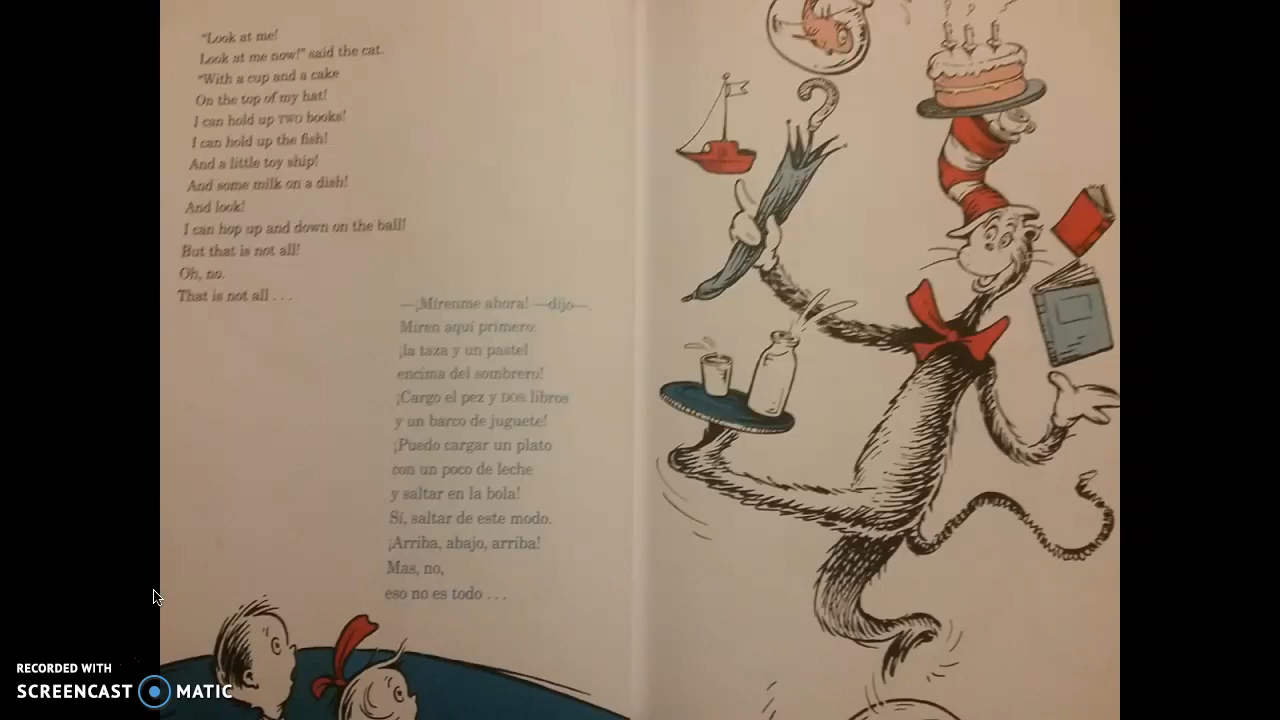 "Look at me!
Look at me now!" said the cat.
"With a cup and a cake
On the top of my hat!
I can hold up TWO books!
I can hold up the fish!
And a little toy ship!
And some milk on a dish!
And look!
I can hop up and down on the ball!
But that is not all!
Oh, no.
That is not all . . .
—¡Mírenme ahora! —dijo—.
Miren aquí primero:
¡la taza y un pastel
encima del sombrero!
¡Cargo el pez y DOS libros
y un barco de juguete!
¡Puedo cargar un plato
con un poco de leche
y saltar en la bola!
Sí, saltar de este modo.
¡Arriba, abajo, arriba!
Mas, no,
eso no es todo . . .
RECORDED WITH
SCREENCAST MATIC